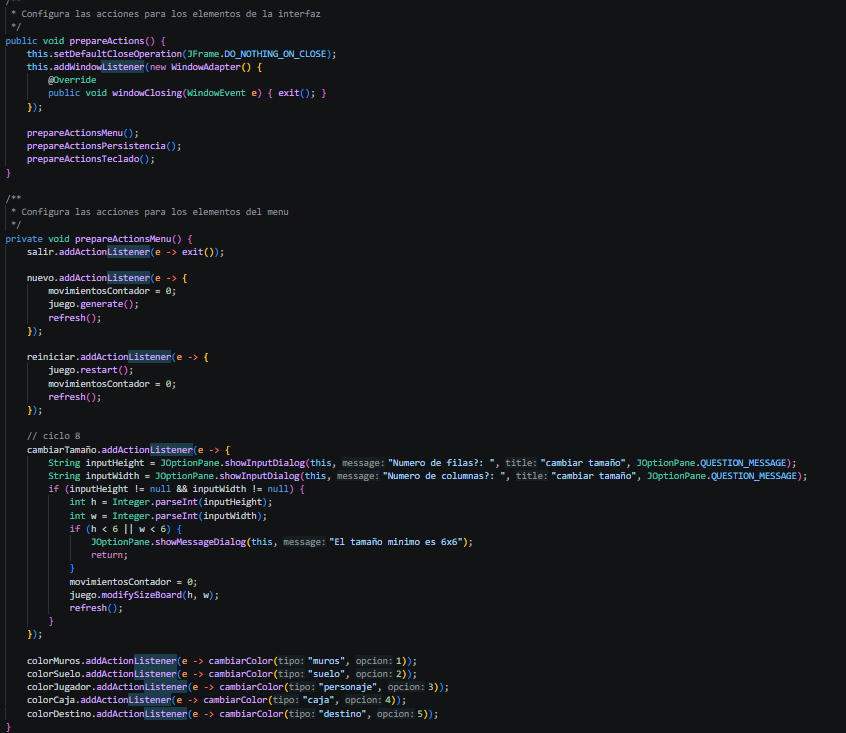 /**
 * Configura las acciones para los elementos de la interfaz
 */
public void prepareActions() {
    this.setDefaultCloseOperation(JFrame.DO_NOTHING_ON_CLOSE);
    this.addWindowListener(new WindowAdapter() {
        @Override
        public void windowClosing(WindowEvent e) { exit(); }
    });

    prepareActionsMenu();
    prepareActionsPersistencia();
    prepareActionsTeclado();
}

/**
 * Configura las acciones para los elementos del menu
 */
private void prepareActionsMenu() {
    salir.addActionListener(e -> exit());

    nuevo.addActionListener(e -> {
        movimientosContador = 0;
        juego.generate();
        refresh();
    });

    reiniciar.addActionListener(e -> {
        juego.restart();
        movimientosContador = 0;
        refresh();
    });

    // ciclo 8
    cambiarTamaño.addActionListener(e -> {
        String inputHeight = JOptionPane.showInputDialog(this, message: "Numero de filas?: ", title: "cambiar tamaño", JOptionPane.QUESTION_MESSAGE);
        String inputWidth = JOptionPane.showInputDialog(this, message: "Numero de columnas?: ", title: "cambiar tamaño", JOptionPane.QUESTION_MESSAGE);
        if (inputHeight != null && inputWidth != null) {
            int h = Integer.parseInt(inputHeight);
            int w = Integer.parseInt(inputWidth);
            if (h < 6 || w < 6) {
                JOptionPane.showMessageDialog(this, message: "El tamaño minimo es 6x6");
                return;
            }
            movimientosContador = 0;
            juego.modifySizeBoard(h, w);
            refresh();
        }
    });

    colorMuros.addActionListener(e -> cambiarColor(tipo: "muros", opcion: 1));
    colorSuelo.addActionListener(e -> cambiarColor(tipo: "suelo", opcion: 2));
    colorJugador.addActionListener(e -> cambiarColor(tipo: "personaje", opcion: 3));
    colorCaja.addActionListener(e -> cambiarColor(tipo: "caja", opcion: 4));
    colorDestino.addActionListener(e -> cambiarColor(tipo: "destino", opcion: 5));
}